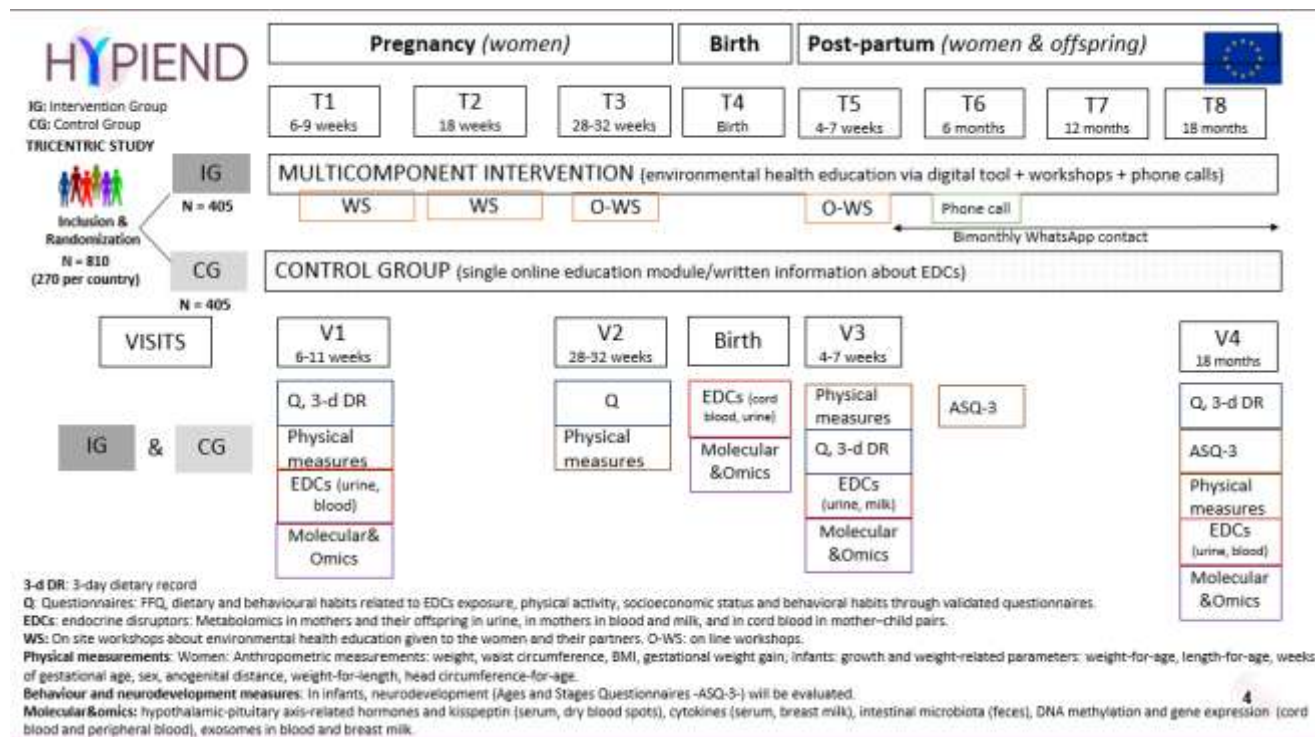 HYPIEND
IG: Intervention Group
CG: Control Group
TRICENTRIC STUDY
Pregnancy (women)
Birth
Post-partum (women & offspring)
T1
6-9 weeks
T2
18 weeks
T3
28-32 weeks
T4
Birth
T5
4-7 weeks
T6
6 months
T7
12 months
T8
18 months
Inclusion &
Randomization
N = 810
(270 per country)
IG
N = 405
MULTICOMPONENT INTERVENTION (environmental health education via digital tool + workshops + phone calls)
WS
WS
O-WS
O-WS
Phone call
Bimonthly WhatsApp contact
CG
N = 405
CONTROL GROUP (single online education module/written information about EDCs)
VISITS
V1
6-11 weeks
V2
28-32 weeks
Birth
V3
4-7 weeks
V4
18 months
IG & CG
Q, 3-d DR
Physical
measures
EDCs (urine,
blood)
Molecular&
Omics
Q
Physical
measures
EDCs (cord
blood, urine)
Molecular
&Omics
Physical
measures
Q, 3-d DR
EDCs
(urine, milk)
Molecular
&Omics
ASQ-3
Q, 3-d DR
ASQ-3
Physical
measures
EDCs
(urine, blood)
Molecular
&Omics
3-d DR: 3-day dietary record
Q: Questionnaires: FFQ, dietary and behavioural habits related to EDCs exposure, physical activity, socioeconomic status and behavioral habits through validated questionnaires.
EDCs: endocrine disruptors: Metabolomics in mothers and their offspring in urine, in mothers in blood and milk, and in cord blood in mother–child pairs.
WS: On site workshops about environmental health education given to the women and their partners. O-WS: on line workshops.
Physical measurements: Women: Anthropometric measurements: weight, waist circumference, BMI, gestational weight gain; infants: growth and weight-related parameters: weight-for-age, length-for-age, weeks
of gestational age, sex, anogenital distance, weight-for-length, head circumference-for-age.
Behaviour and neurodevelopment measures: In infants, neurodevelopment (Ages and Stages Questionnaires -ASQ-3-) will be evaluated.
Molecular&omics: hypothalamic-pituitary axis-related hormones and kisspeptin (serum, dry blood spots), cytokines (serum, breast milk), intestinal microbiota (feces), DNA methylation and gene expression (cord
blood and peripheral blood), exosomes in blood and breast milk.
4